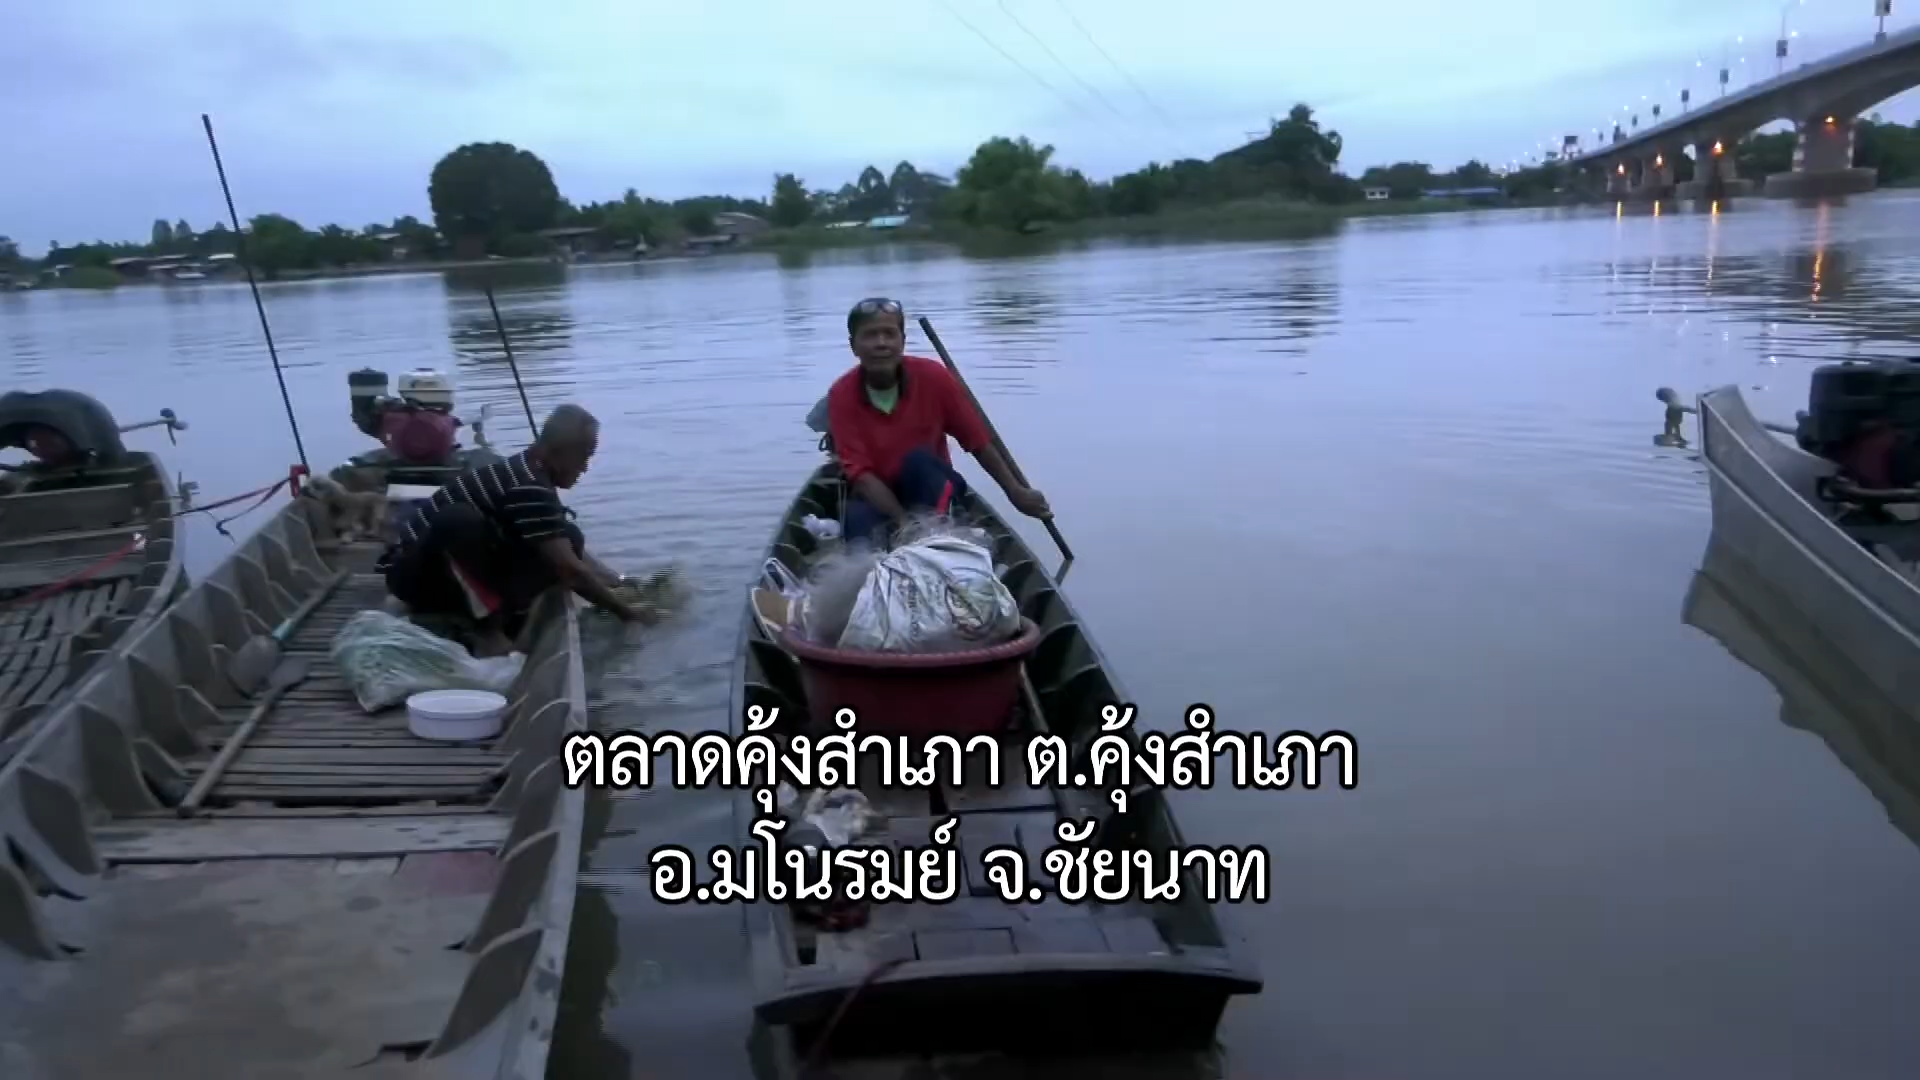 ตลาดคุ้งสำเภา ต.คุ้งสำเภา
อ.มโนรมย์ จ.ชัยนาท